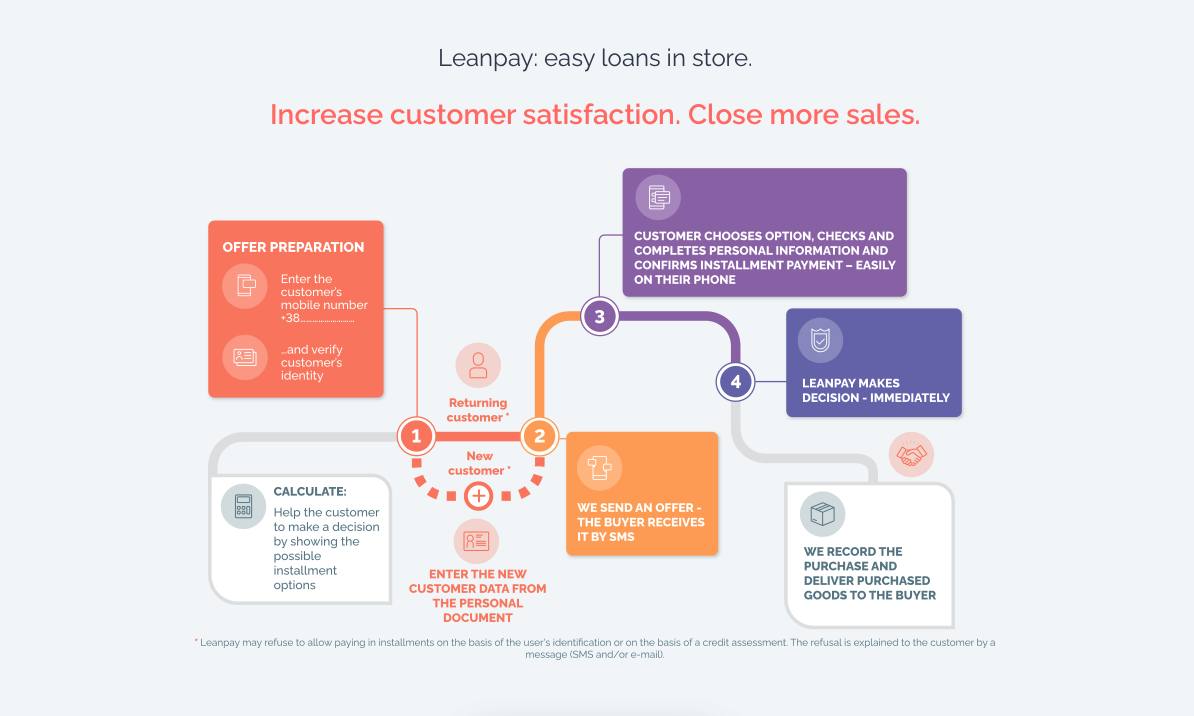 Leanpay: easy loans in store.
Increase customer satisfaction. Close more sales.
OFFER PREPARATION
Enter the
customer's
mobile number
+38........................
...and verify
customer's
identity
CUSTOMER CHOOSES OPTION, CHECKS AND
COMPLETES PERSONAL INFORMATION AND
CONFIRMS INSTALLMENT PAYMENT – EASILY
ON THEIR PHONE
3
4
LEANPAY MAKES
DECISION - IMMEDIATELY
Returning
customer *
1
2
New
customer *
CALCULATE:
Help the customer
to make a decision
by showing the
possible
installment
options
ENTER THE NEW
CUSTOMER DATA FROM
THE PERSONAL
DOCUMENT
WE SEND AN OFFER -
THE BUYER RECEIVES
IT BY SMS
WE RECORD THE
PURCHASE AND
DELIVER PURCHASED
GOODS TO THE BUYER
* Leanpay may refuse to allow paying in installments on the basis of the user's identification or on the basis of a credit assessment. The refusal is explained to the customer by a
message (SMS and/or e-mail).